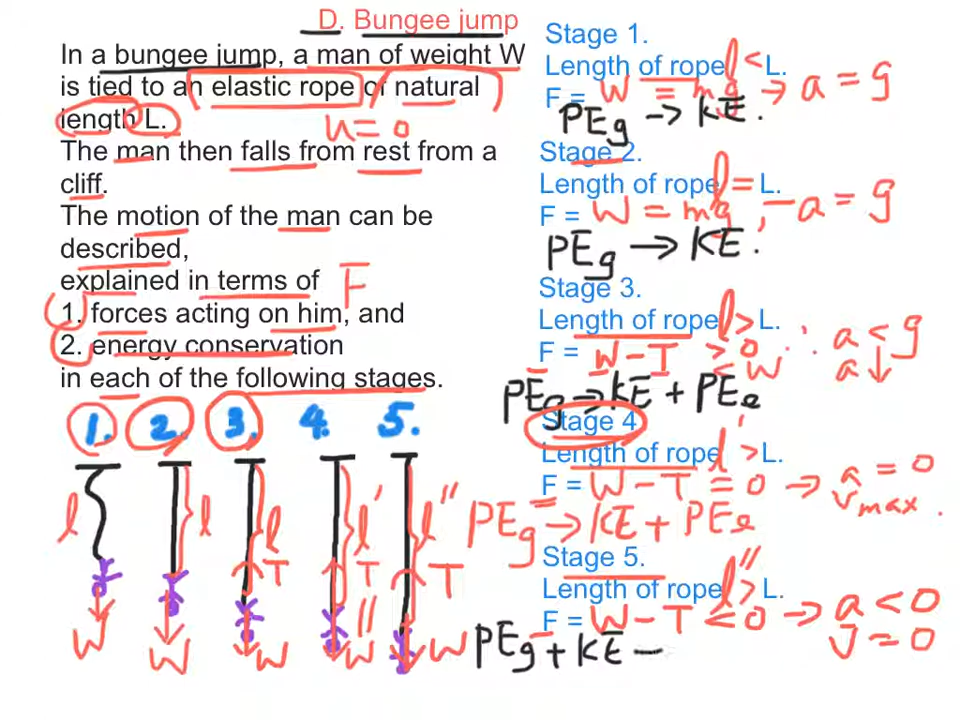 D. Bungee jump
In a bungee jump, a man of weight W
is tied to an elastic rope of natural
length L.
u = 0
The man then falls from rest from a
cliff.
The motion of the man can be
described,
explained in terms of F
1. forces acting on him, and
2. energy conservation
in each of the following stages.
1. 2. 3. 4. 5.
l l l l' l''
T T T
W W W W W
Stage 1.
Length of rope l < L.
F = W = mg → a = g
PEg → KE.
Stage 2.
Length of rope l = L.
F = W = mg, → a = g
PEg → KE.
Stage 3.
Length of rope l > L.
F = W - T > 0 ∴ a < g
< W a ↓
PEg → KE + PEe
Stage 4
Length of rope l' > L.
F = W - T = 0 → a = 0
vmax.
PEg → KE + PEe
Stage 5.
Length of rope l'' > L.
F = W - T < 0 → a < 0
v = 0
PEg + KE -